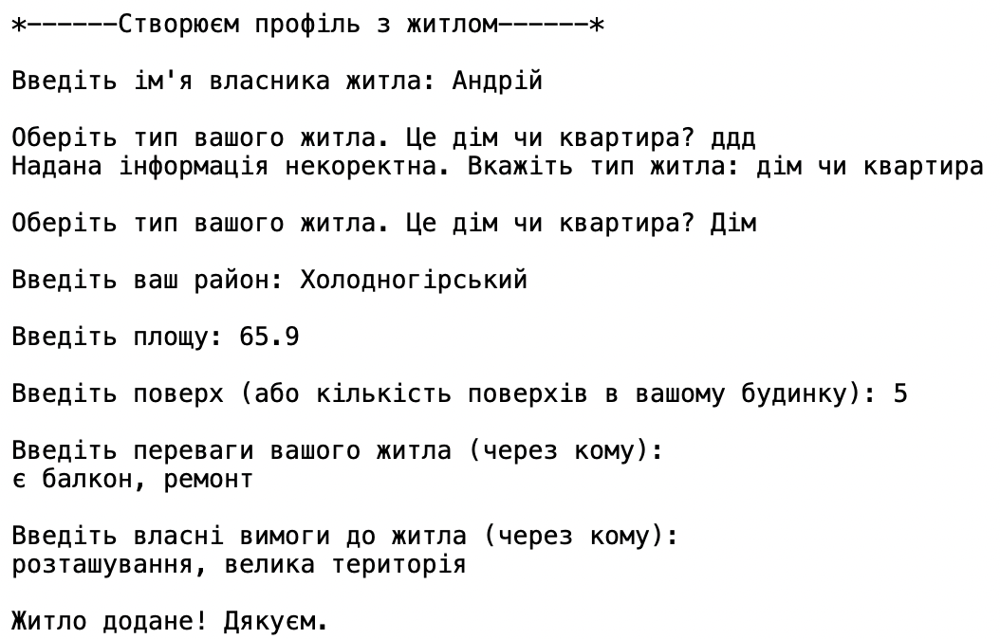 *------Створюєм профіль з житлом------*
Введіть ім'я власника житла: Андрій
Оберіть тип вашого житла. Це дім чи квартира? ддд
Надана інформація некоректна. Вкажіть тип житла: дім чи квартира
Оберіть тип вашого житла. Це дім чи квартира? Дім
Введіть ваш район: Холодногірський
Введіть площу: 65.9
Введіть поверх (або кількість поверхів в вашому будинку): 5
Введіть переваги вашого житла (через кому):
є балкон, ремонт
Введіть власні вимоги до житла (через кому):
розташування, велика територія
Житло додане! Дякуєм.